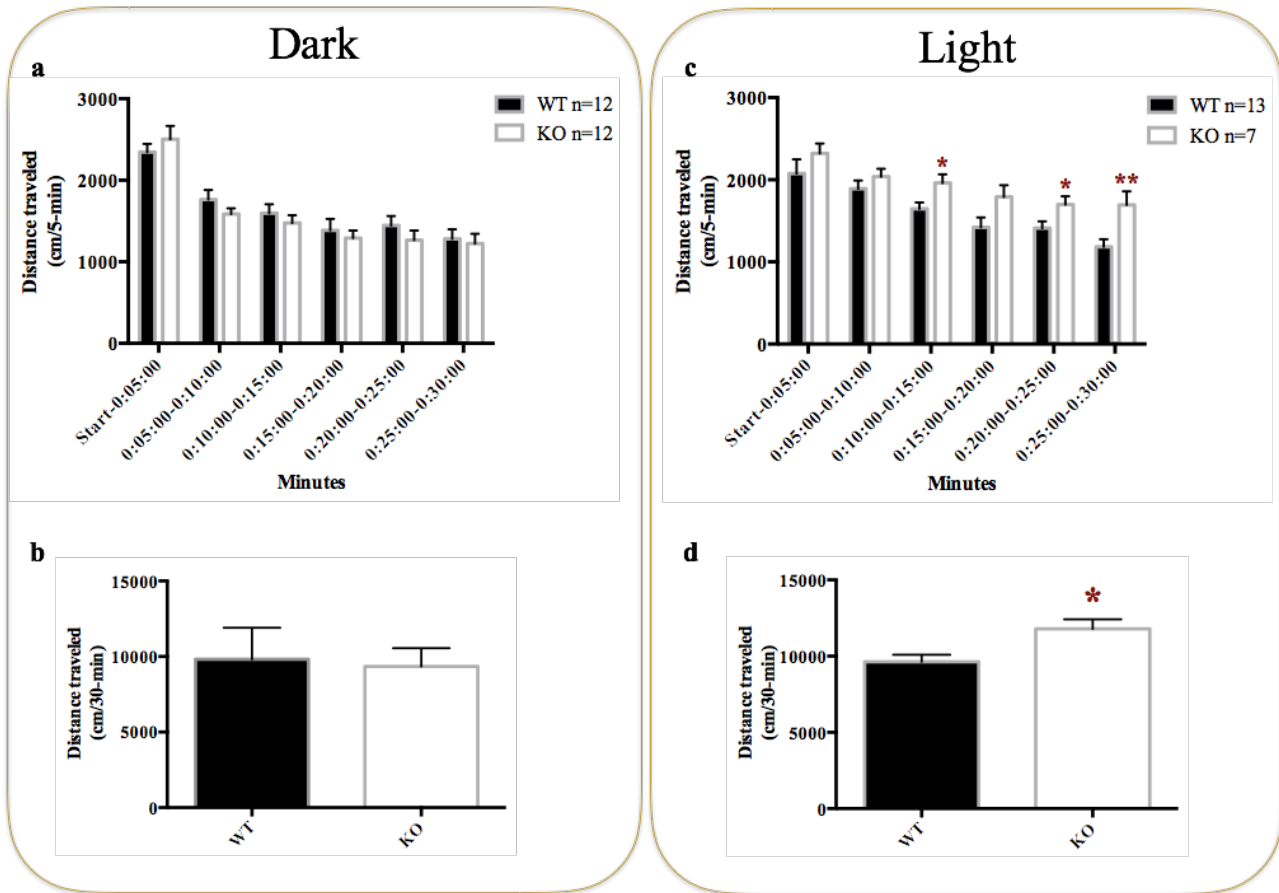 Dark
a
3000
2000
1000
0
Distance traveled
(cm/5-min)
WT n=12
KO n=12
Start-0:05:00
0:05:00-0:10:00
0:10:00-0:15:00
0:15:00-0:20:00
0:20:00-0:25:00
0:25:00-0:30:00
Minutes
b
15000
10000
5000
0
Distance traveled
(cm/30-min)
WT
KO
Light
c
3000
2000
1000
0
Distance traveled
(cm/5-min)
WT n=13
KO n=7
*
*
**
Start-0:05:00
0:05:00-0:10:00
0:10:00-0:15:00
0:15:00-0:20:00
0:20:00-0:25:00
0:25:00-0:30:00
Minutes
d
15000
10000
5000
0
Distance traveled
(cm/30-min)
*
WT
KO